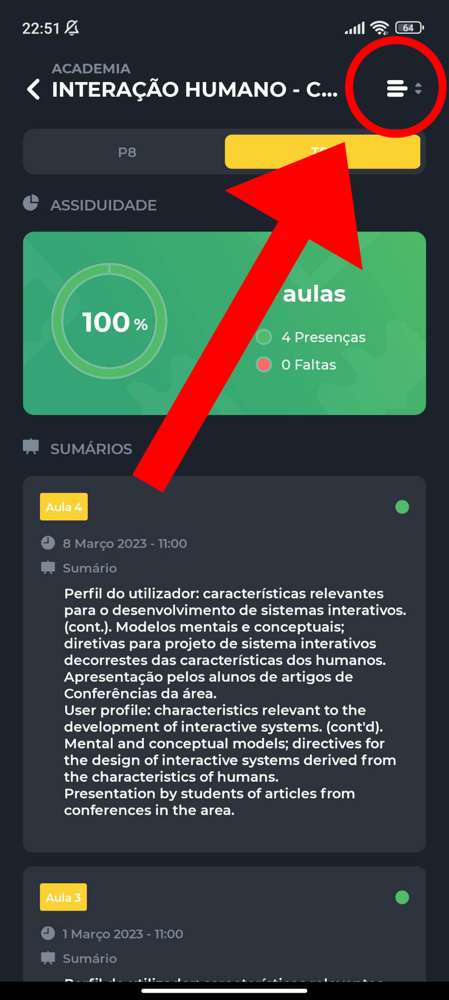 22:51
64
ACADEMIA
INTERAÇÃO HUMANO - C...
P8
ASSIDUIDADE
100 %
aulas
4 Presenças
0 Faltas
SUMÁRIOS
Aula 4
8 Março 2023 - 11:00
Sumário
Perfil do utilizador: características relevantes
para o desenvolvimento de sistemas interativos.
(cont.). Modelos mentais e conceptuais;
diretivas para projeto de sistema interativos
decorrestes das características dos humanos.
Apresentação pelos alunos de artigos de
Conferências da área.
User profile: characteristics relevant to the
development of interactive systems. (cont'd).
Mental and conceptual models; directives for
the design of interactive systems derived from
the characteristics of humans.
Presentation by students of articles from
conferences in the area.
Aula 3
1 Março 2023 - 11:00
Sumário
Perfil do utilizador: características relevantes